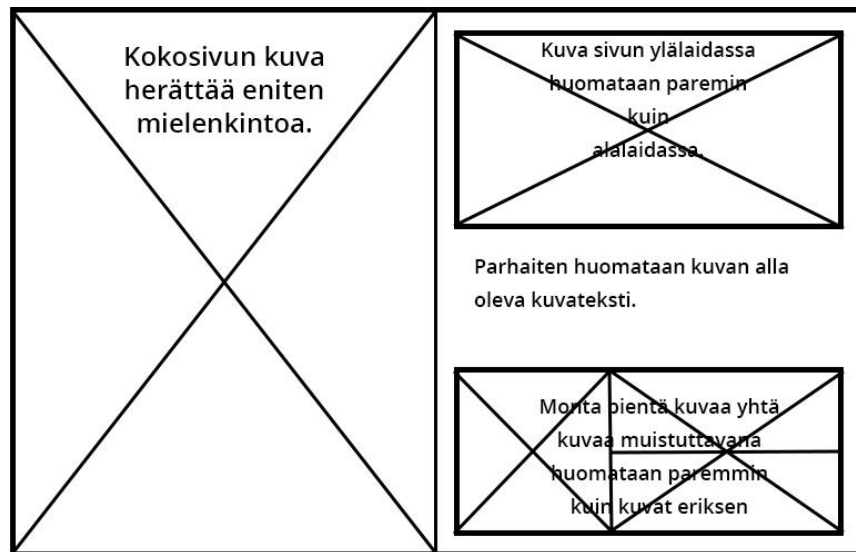 Kokosivun kuva
herättää eniten
mielenkintoa.
Kuva sivun ylälaidassa
huomataan paremin
kuin
alalaidassa.
Parhaiten huomataan kuvan alla
oleva kuvateksti.
Monta pientä kuvaa yhtä
kuvaa muistuttavana
huomataan paremmin
kuin kuvat eriksen